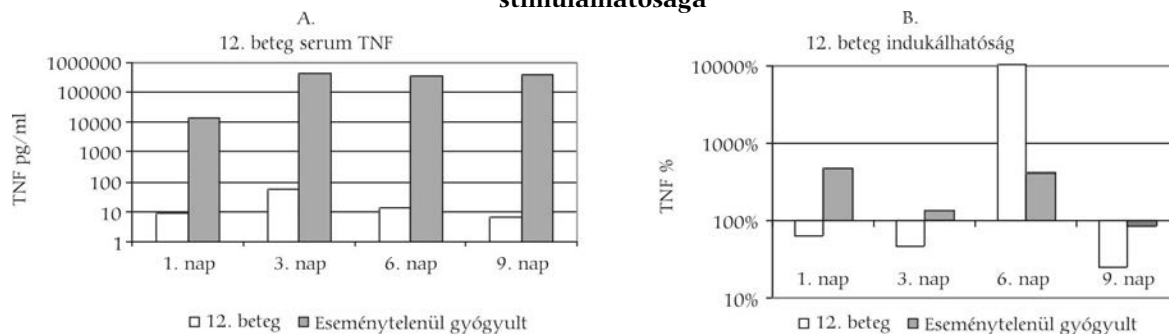 stimulálhatósága
A.
12. beteg serum TNF
TNF pg/ml
1000000
100000
10000
1000
100
10
1
1. nap 3. nap 6. nap 9. nap
12. beteg Eseménytelenül gyógyult
B.
12. beteg indukálhatóság
TNF %
10000%
1000%
100%
10%
1. nap 3. nap 6. nap 9. nap
12. beteg Eseménytelenül gyógyult